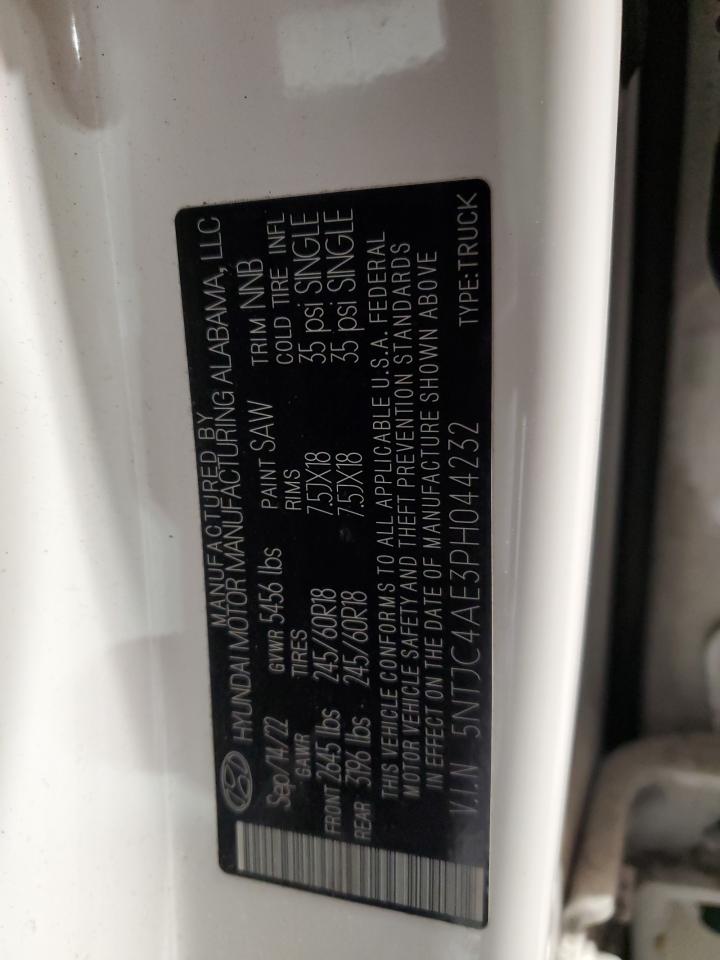 MANUFACTURED BY
HYUNDAI MOTOR MANUFACTURING ALABAMA, LLC
Sep/14/22 GVWR 5456 lbs PAINT SAW TRIM NNB
GAWR TIRES RIMS COLD TIRE INFL
FRONT 2645 lbs 245/60R18 7.5JX18 35 psi SINGLE
REAR 3196 lbs 245/60R18 7.5JX18 35 psi SINGLE
THIS VEHICLE CONFORMS TO ALL APPLICABLE U.S.A. FEDERAL
MOTOR VEHICLE SAFETY AND THEFT PREVENTION STANDARDS
IN EFFECT ON THE DATE OF MANUFACTURE SHOWN ABOVE
V.I.N 5NTJC4AE3PH044232 TYPE:TRUCK